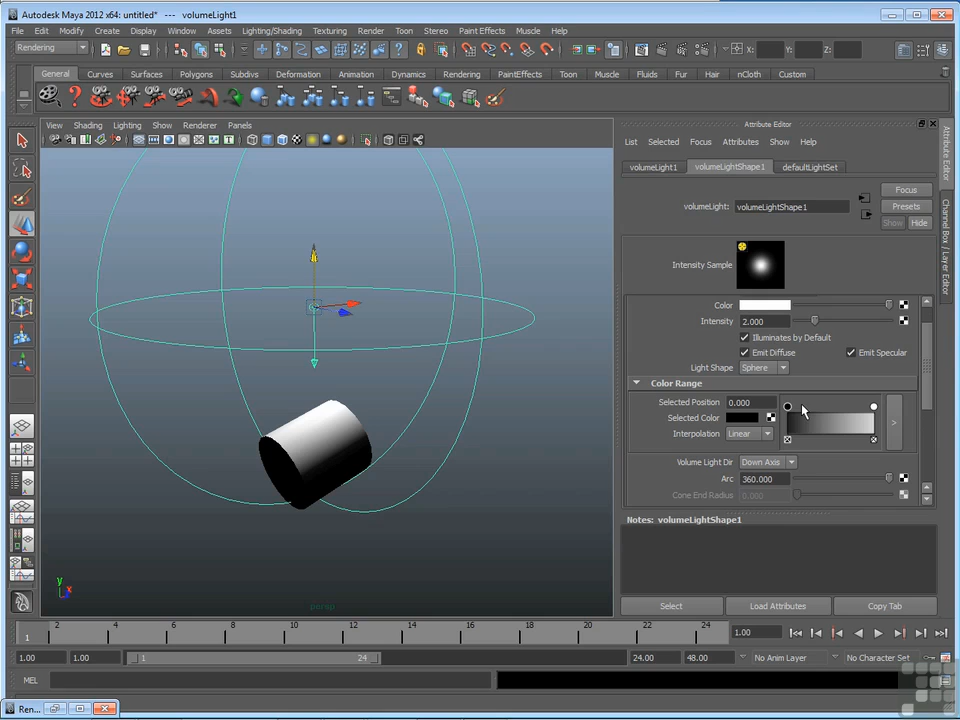 Autodesk Maya 2012 x64: untitled*   ---   volumeLight1
File Edit Modify Create Display Window Assets Lighting/Shading Texturing Render Toon Stereo Paint Effects Muscle Help
Rendering X: Y: Z:
General Curves Surfaces Polygons Subdivs Deformation Animation Dynamics Rendering PaintEffects Toon Muscle Fluids Fur Hair nCloth Custom
View Shading Lighting Show Renderer Panels
Attribute Editor
List Selected Focus Attributes Show Help
volumeLight1 volumeLightShape1 defaultLightSet
Focus
volumeLight: volumeLightShape1 Presets
Show Hide
Intensity Sample
Color
Intensity 2.000
Illuminates by Default
Emit Diffuse Emit Specular
Light Shape Sphere
Color Range
Selected Position 0.000
Selected Color >
Interpolation Linear
Volume Light Dir Down Axis
Arc 360.000
Cone End Radius 0.000
Notes: volumeLightShape1
Select Load Attributes Copy Tab
Attribute Editor
Channel Box / Layer Editor
y
x
persp
1 2 4 6 8 10 12 14 16 18 20 22 24 1.00
1.00 1.00 1 24 24.00 48.00 No Anim Layer No Character Set
MEL
Ren...